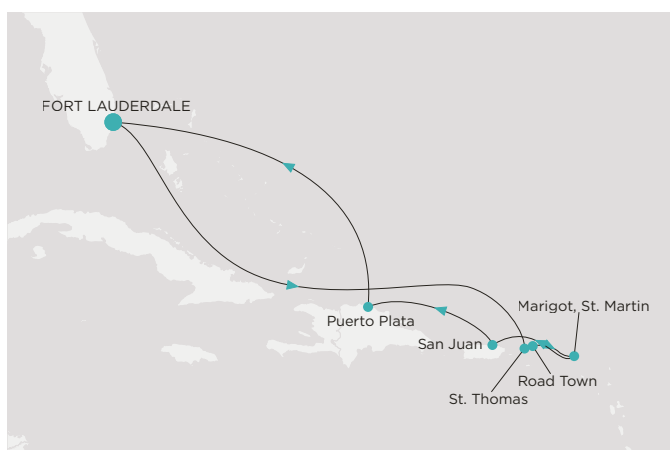 FORT LAUDERDALE
Marigot, St. Martin
Puerto Plata
San Juan
Road Town
St. Thomas